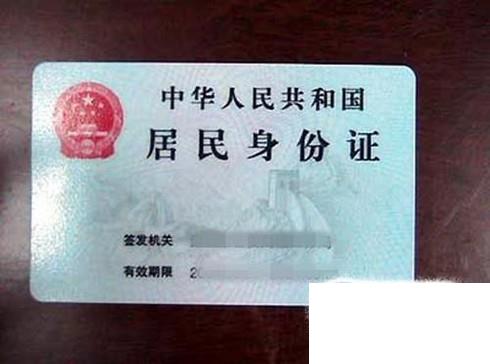 中华人民共和国
居民身份证
签发机关
有效期限 20